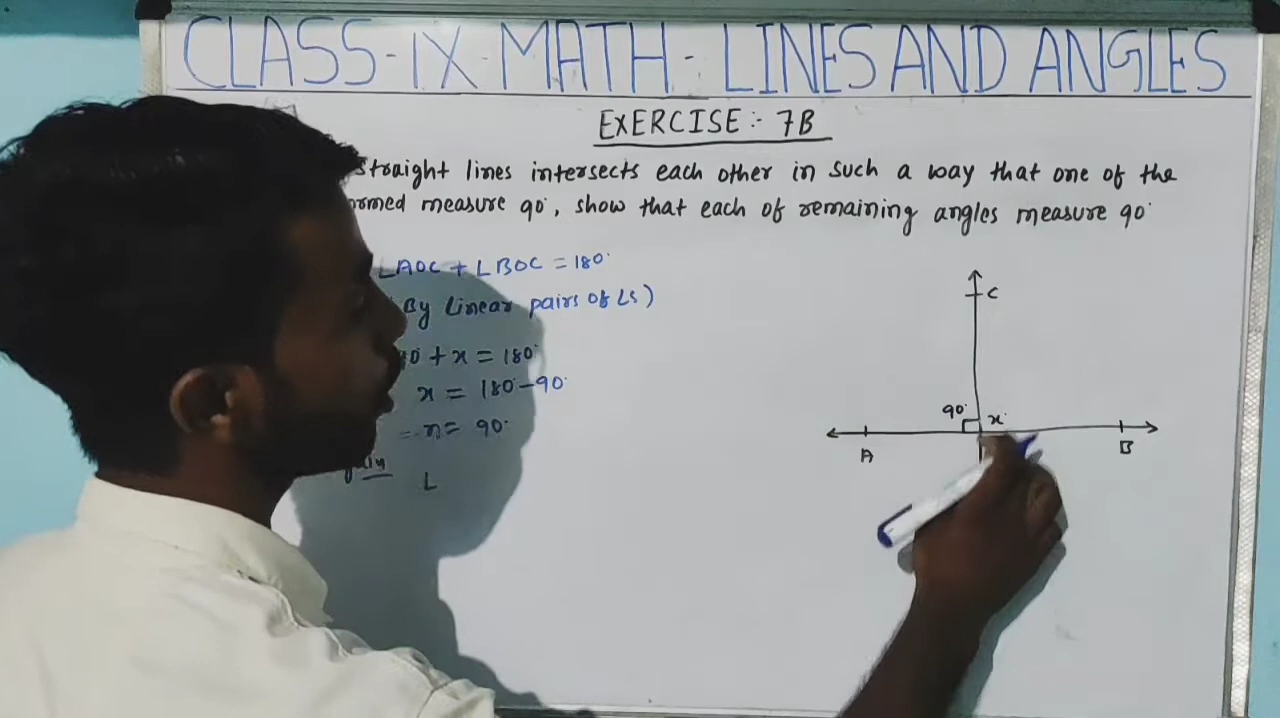 CLASS-IX-MATH-LINES AND ANGLES
EXERCISE:- 7B
straight lines intersects each other in such a way that one of the
measure 90°, show that each of remaining angles measure 90°
∠AOC + ∠BOC = 180°
By Linear pairs of ∠s)
+ x = 180°
x = 180° - 90°
= x = 90°
∠
C
90° x°
A
B